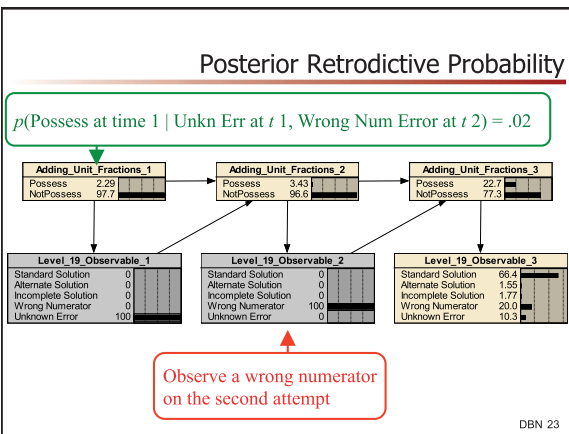 Posterior Retrodictive Probability
p(Possess at time 1 | Unkn Err at t 1, Wrong Num Error at t 2) = .02
Adding_Unit_Fractions_1
Possess 2.29
NotPossess 97.7
Adding_Unit_Fractions_2
Possess 3.43
NotPossess 96.6
Adding_Unit_Fractions_3
Possess 22.7
NotPossess 77.3
Level_19_Observable_1
Standard Solution 0
Alternate Solution 0
Incomplete Solution 0
Wrong Numerator 0
Unknown Error 100
Level_19_Observable_2
Standard Solution 0
Alternate Solution 0
Incomplete Solution 0
Wrong Numerator 100
Unknown Error 0
Level_19_Observable_3
Standard Solution 66.4
Alternate Solution 1.55
Incomplete Solution 1.77
Wrong Numerator 20.0
Unknown Error 10.3
Observe a wrong numerator
on the second attempt
DBN 23